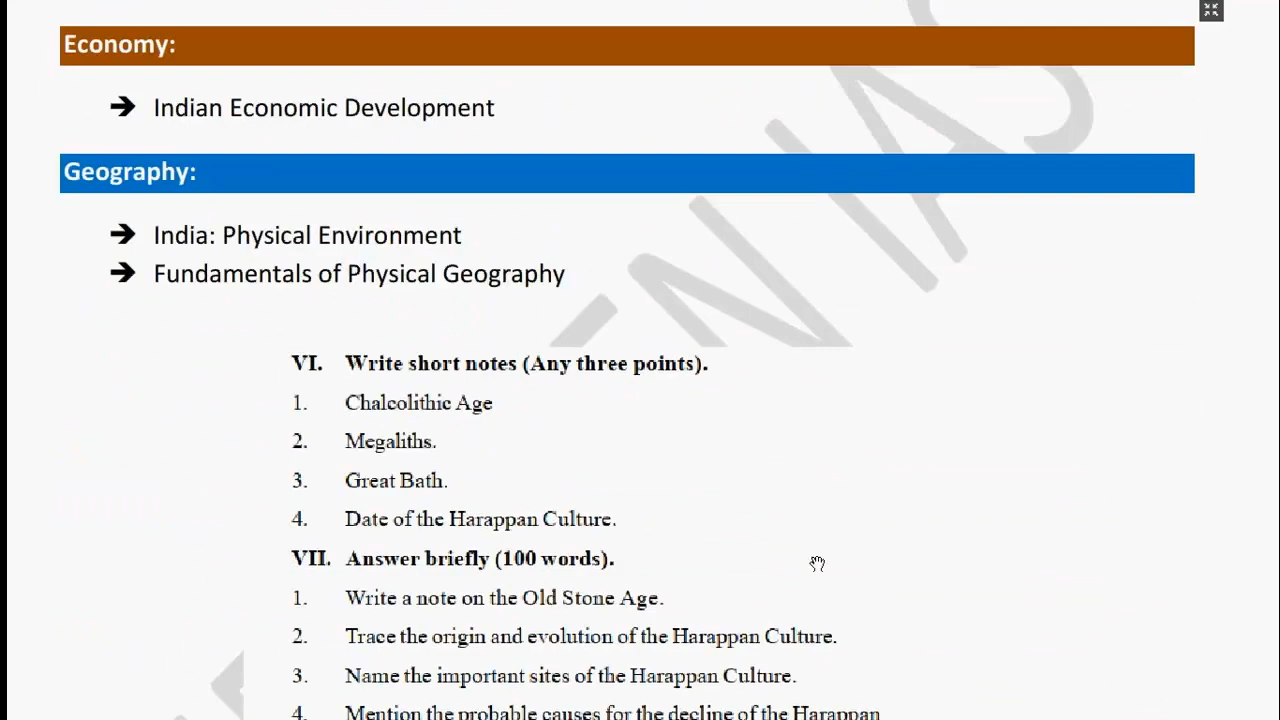 Economy:
➔ Indian Economic Development
Geography:
➔ India: Physical Environment
➔ Fundamentals of Physical Geography
VI. Write short notes (Any three points).
1. Chalcolithic Age
2. Megaliths.
3. Great Bath.
4. Date of the Harappan Culture.
VII. Answer briefly (100 words).
1. Write a note on the Old Stone Age.
2. Trace the origin and evolution of the Harappan Culture.
3. Name the important sites of the Harappan Culture.
4. Mention the probable causes for the decline of the Harappan